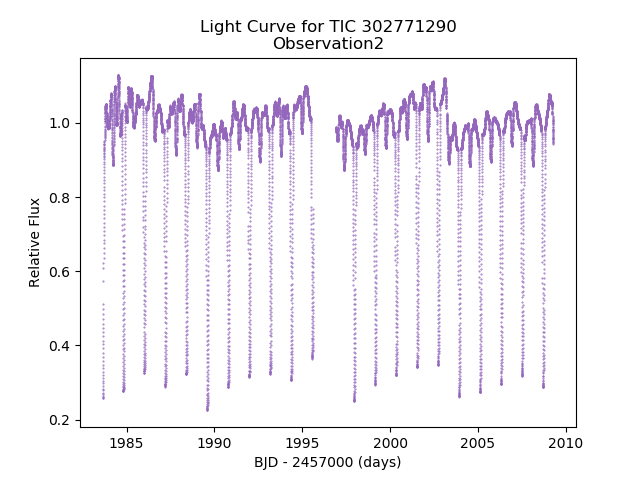 Light Curve for TIC 302771290
Observation2
Relative Flux
1.0
0.8
0.6
0.4
0.2
1985 1990 1995 2000 2005 2010
BJD - 2457000 (days)